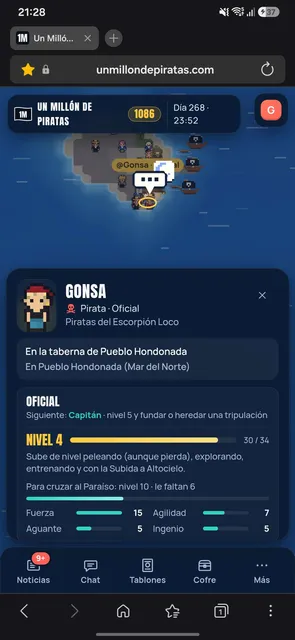 21:28
37
1M Un Milló...
unmillondepiratas.com
1M
UN MILLÓN DE
PIRATAS
1086
Día 268 ·
23:52
G
@Gonsa
GONSA
Pirata · Oficial
Piratas del Escorpión Loco
En la taberna de Pueblo Hondonada
En Pueblo Hondonada (Mar del Norte)
OFICIAL
Siguiente: Capitán · nivel 5 y fundar o heredar una tripulación
NIVEL 4
30 / 34
Sube de nivel peleando (aunque pierda), explorando,
entrenando y con la Subida a Altocielo.
Para cruzar al Paraíso: nivel 10 · le faltan 6
Fuerza 15 Agilidad 7
Aguante 5 Ingenio 5
9+
Noticias Chat Tablones Cofre Más
1